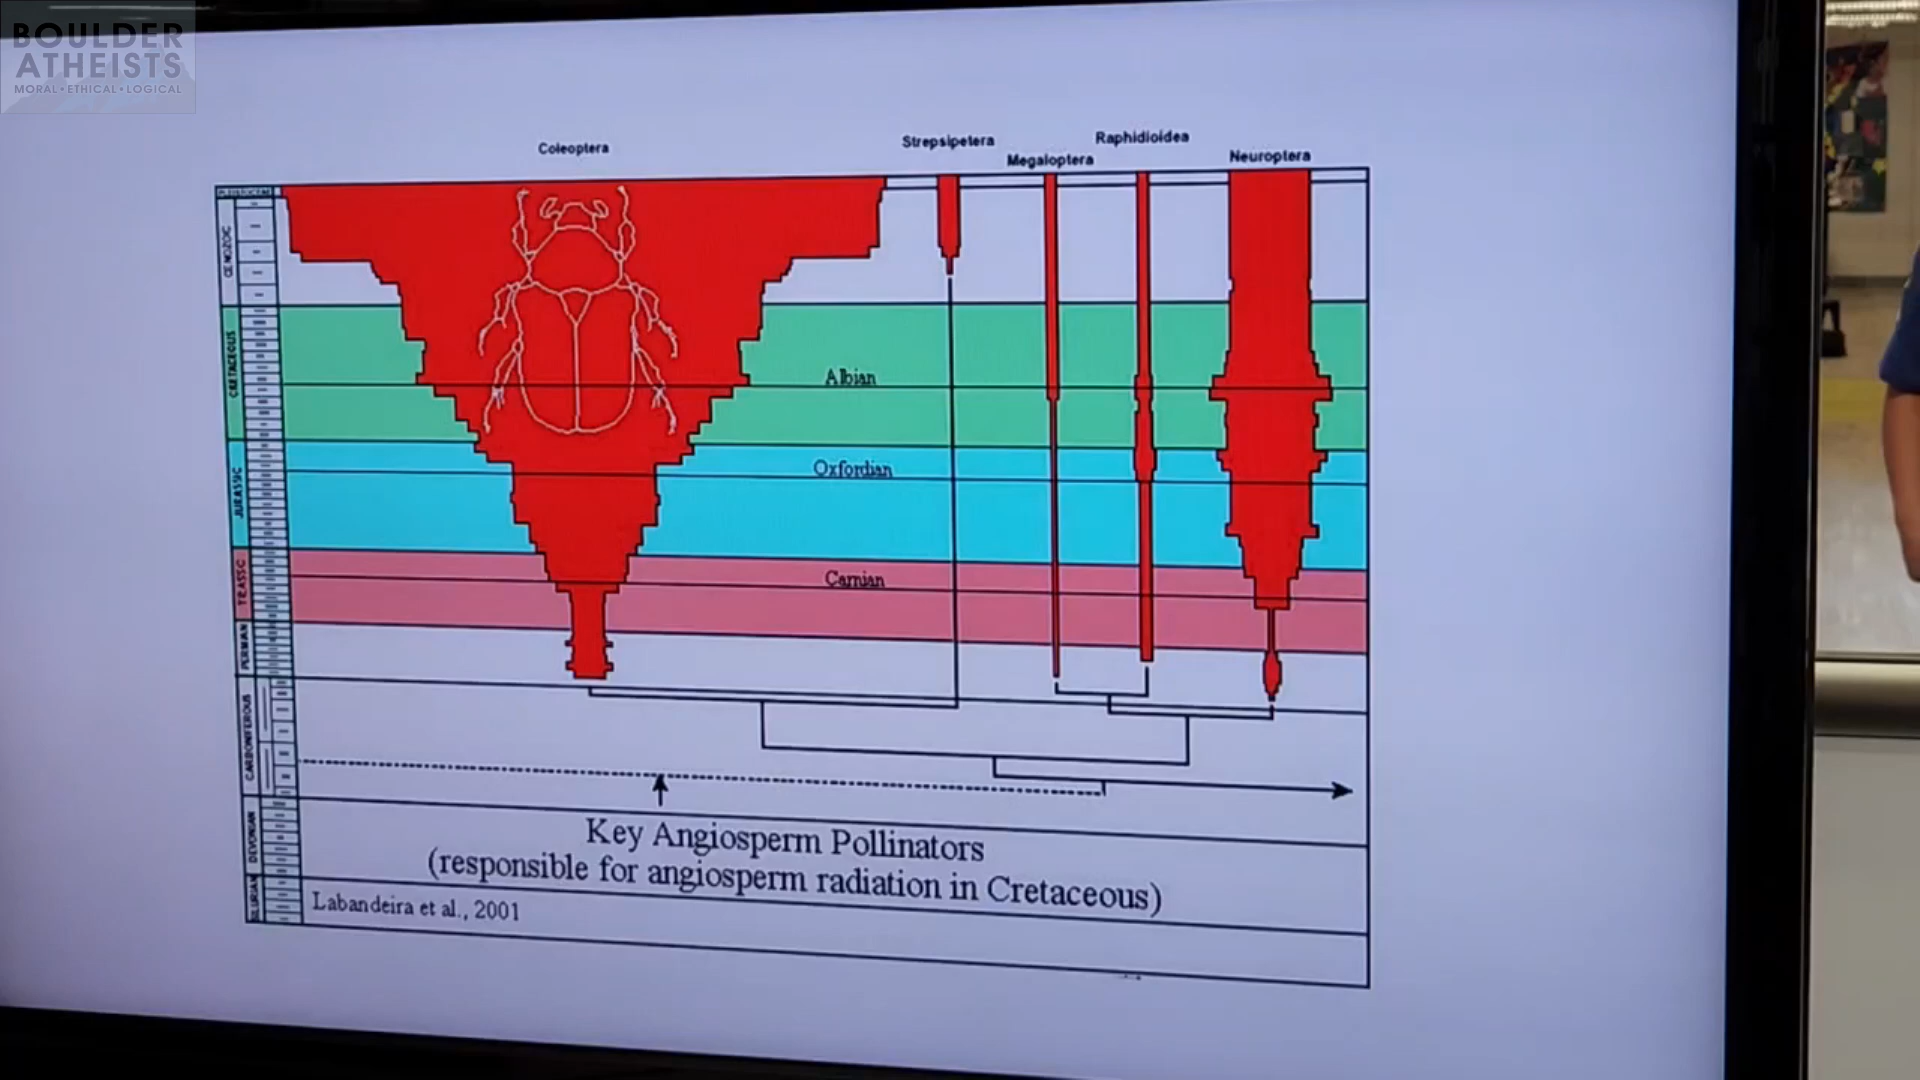 BOULDER
ATHEISTS
MORAL • ETHICAL • LOGICAL
Coleoptera
Strepsipetera
Megaloptera
Raphidioidea
Neuroptera
CENOZOIC
CRETACEOUS
Albian
JURASSIC
Oxfordian
Carnian
CARBONIFEROUS
Key Angiosperm Pollinators
(responsible for angiosperm radiation in Cretaceous)
DEVONIAN
Labandeira et al., 2001